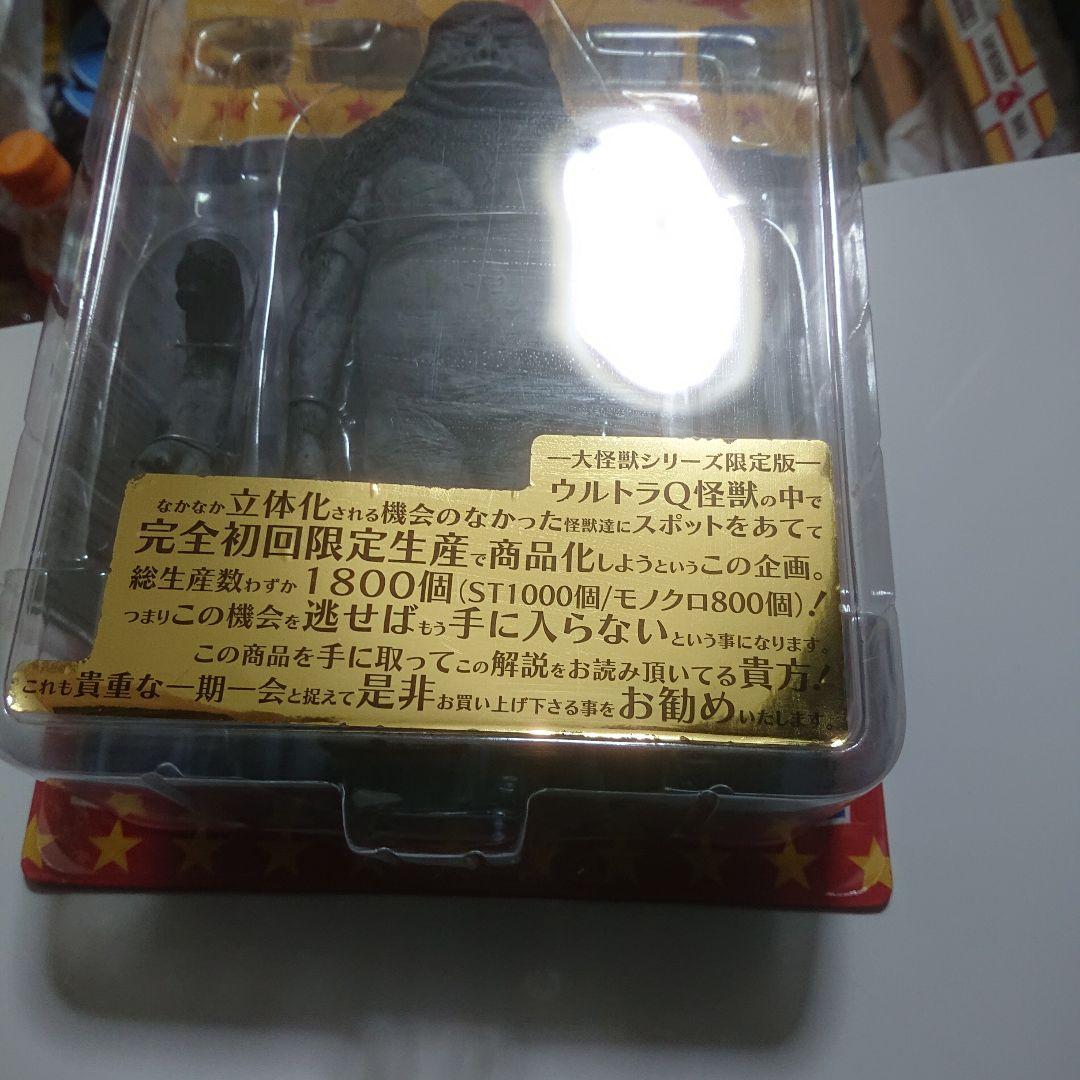 ―大怪獣シリーズ限定版―
ウルトラQ怪獣の中で
なかなか立体化される機会のなかった怪獣達にスポットをあてて
完全初回限定生産で商品化しようというこの企画。
総生産数わずか1800個(ST1000個/モノクロ800個)!
つまりこの機会を逃せばもう手に入らないという事になります。
この商品を手に取ってこの解説をお読み頂いてる貴方!
これも貴重な一期一会と捉えて是非お買い上げ下さる事をお勧めいたします。